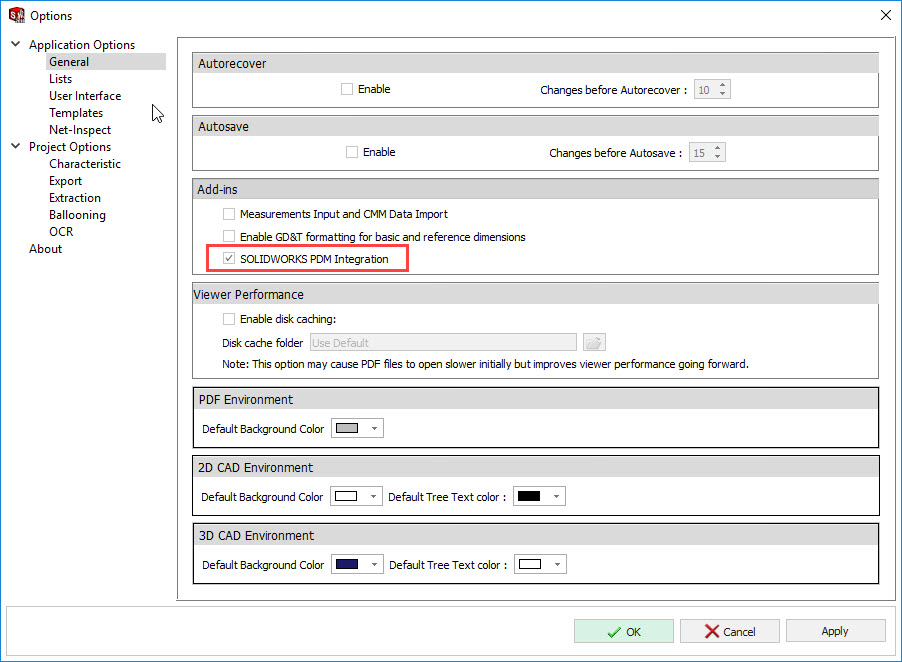 Options
Application Options
General
Lists
User Interface
Templates
Net-Inspect
Project Options
Characteristic
Export
Extraction
Ballooning
OCR
About
Autorecover
Enable Changes before Autorecover : 10
Autosave
Enable Changes before Autosave : 15
Add-ins
Measurements Input and CMM Data Import
Enable GD&T formatting for basic and reference dimensions
SOLIDWORKS PDM Integration
Viewer Performance
Enable disk caching:
Disk cache folder Use Default
Note: This option may cause PDF files to open slower initially but improves viewer performance going forward.
PDF Environment
Default Background Color
2D CAD Environment
Default Background Color Default Tree Text color :
3D CAD Environment
Default Background Color Default Tree Text color :
OK Cancel Apply